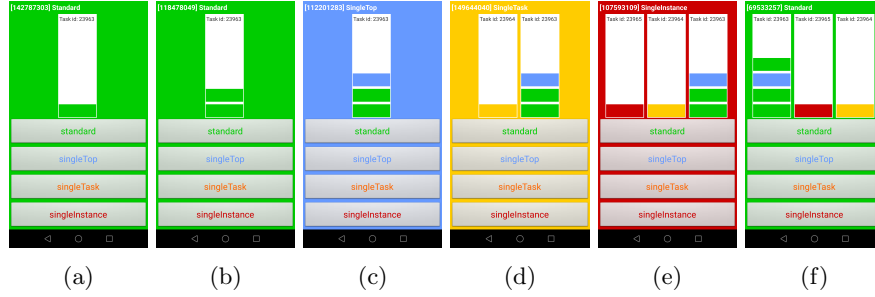 [142787303] Standard
Task id: 23963
standard
singleTop
singleTask
singleInstance
(a)
[118478049] Standard
Task id: 23963
standard
singleTop
singleTask
singleInstance
(b)
[112201283] SingleTop
Task id: 23963
standard
singleTop
singleTask
singleInstance
(c)
[149644040] SingleTask
Task id: 23964 Task id: 23963
standard
singleTop
singleTask
singleInstance
(d)
[107593109] SingleInstance
Task id: 23965 Task id: 23964 Task id: 23963
standard
singleTop
singleTask
singleInstance
(e)
[69533257] Standard
Task id: 23963 Task id: 23965 Task id: 23964
standard
singleTop
singleTask
singleInstance
(f)